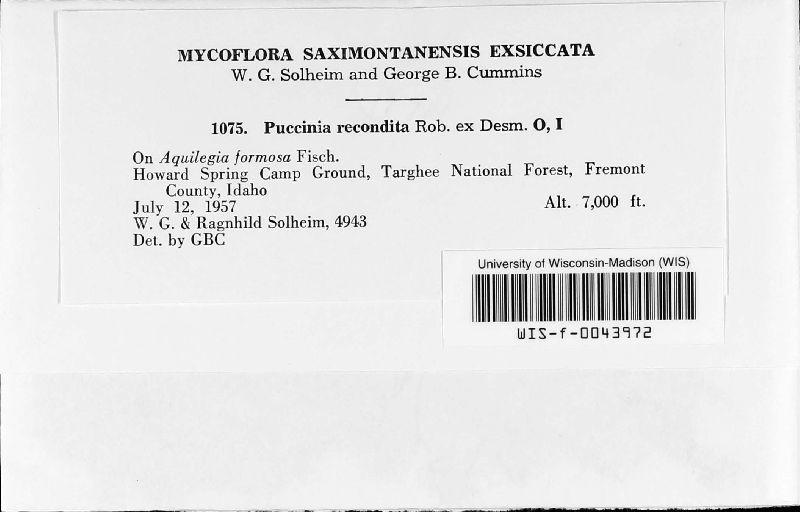 MYCOFLORA SAXIMONTANENSIS EXSICCATA
W. G. Solheim and George B. Cummins
1075. Puccinia recondita Rob. ex Desm. O, I
On Aquilegia formosa Fisch.
Howard Spring Camp Ground, Targhee National Forest, Fremont
County, Idaho
July 12, 1957 Alt. 7,000 ft.
W. G. & Ragnhild Solheim, 4943
Det. by GBC
University of Wisconsin-Madison (WIS)
WIS-f-0043972